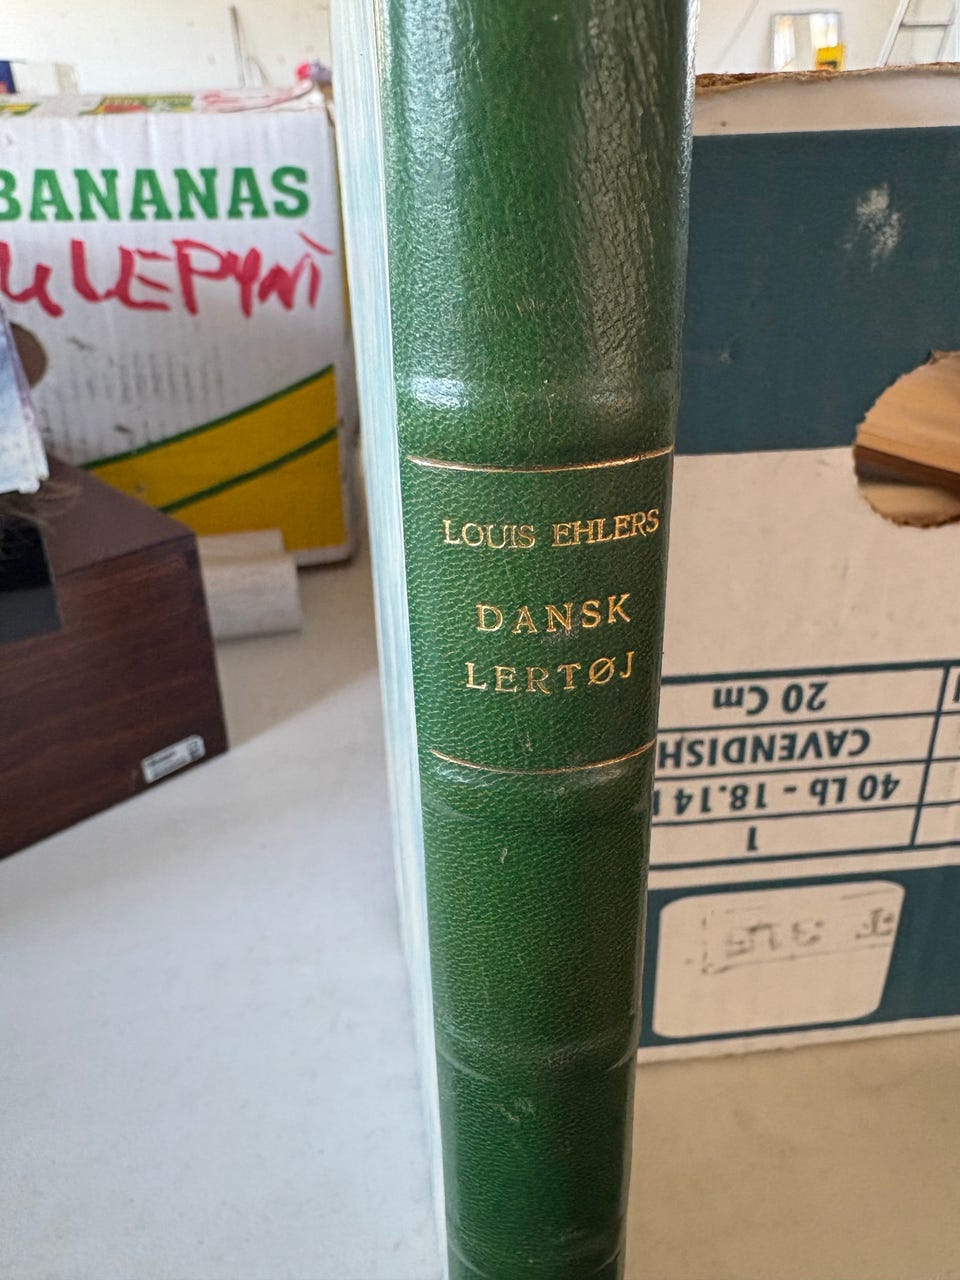 BANANAS
LOUIS EHLERS
DANSK
LERTØJ
20 Cm
CAVENDISH
40 Lb - 18.14
1